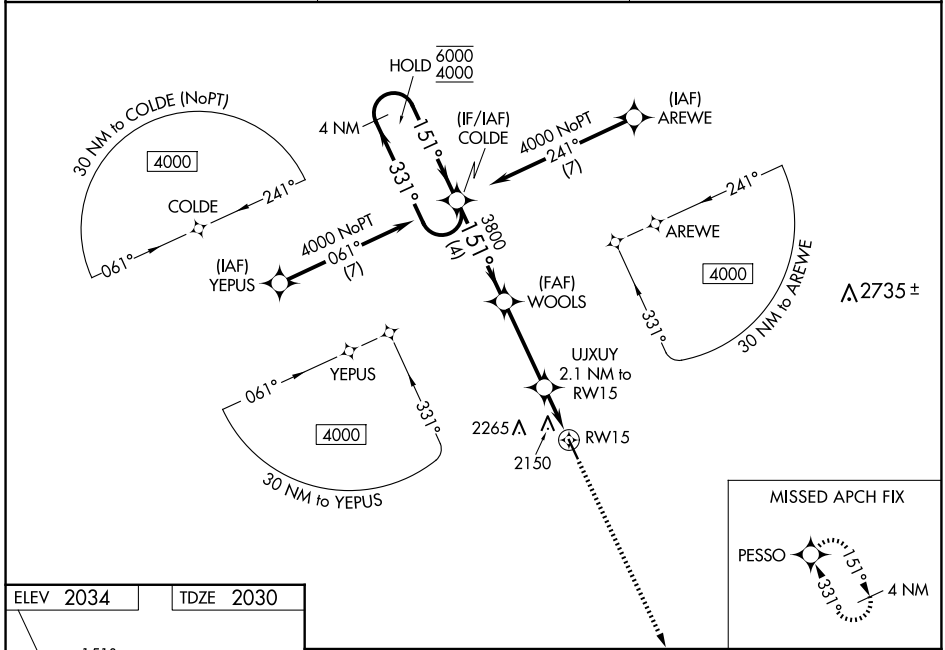 HOLD 6000
4000
4 NM
151°
331°
(IF/IAF)
COLDE
(IAF)
AREWE
4000 NoPT
241°
(7)
30 NM to COLDE (NoPT)
4000
COLDE
241°
061°
4000 NoPT
061°
(7)
(IAF)
YEPUS
3800
151°
(4)
(FAF)
WOOLS
241°
AREWE
4000
331°
30 NM to AREWE
2735 ±
UJXUY
2.1 NM to
RW15
061°
YEPUS
331°
4000
30 NM to YEPUS
2265
2150
RW15
MISSED APCH FIX
PESSO
151°
331°
4 NM
ELEV 2034
TDZE 2030